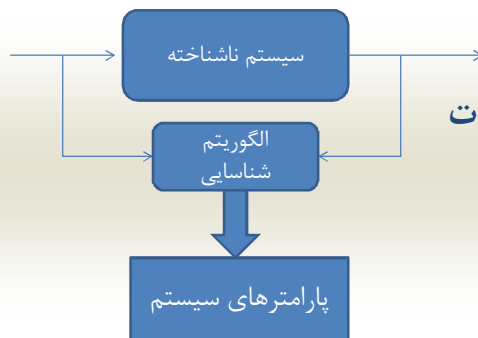 سیستم ناشناخته
ت
الگوریتم
شناسایی
پارامترهای سیستم